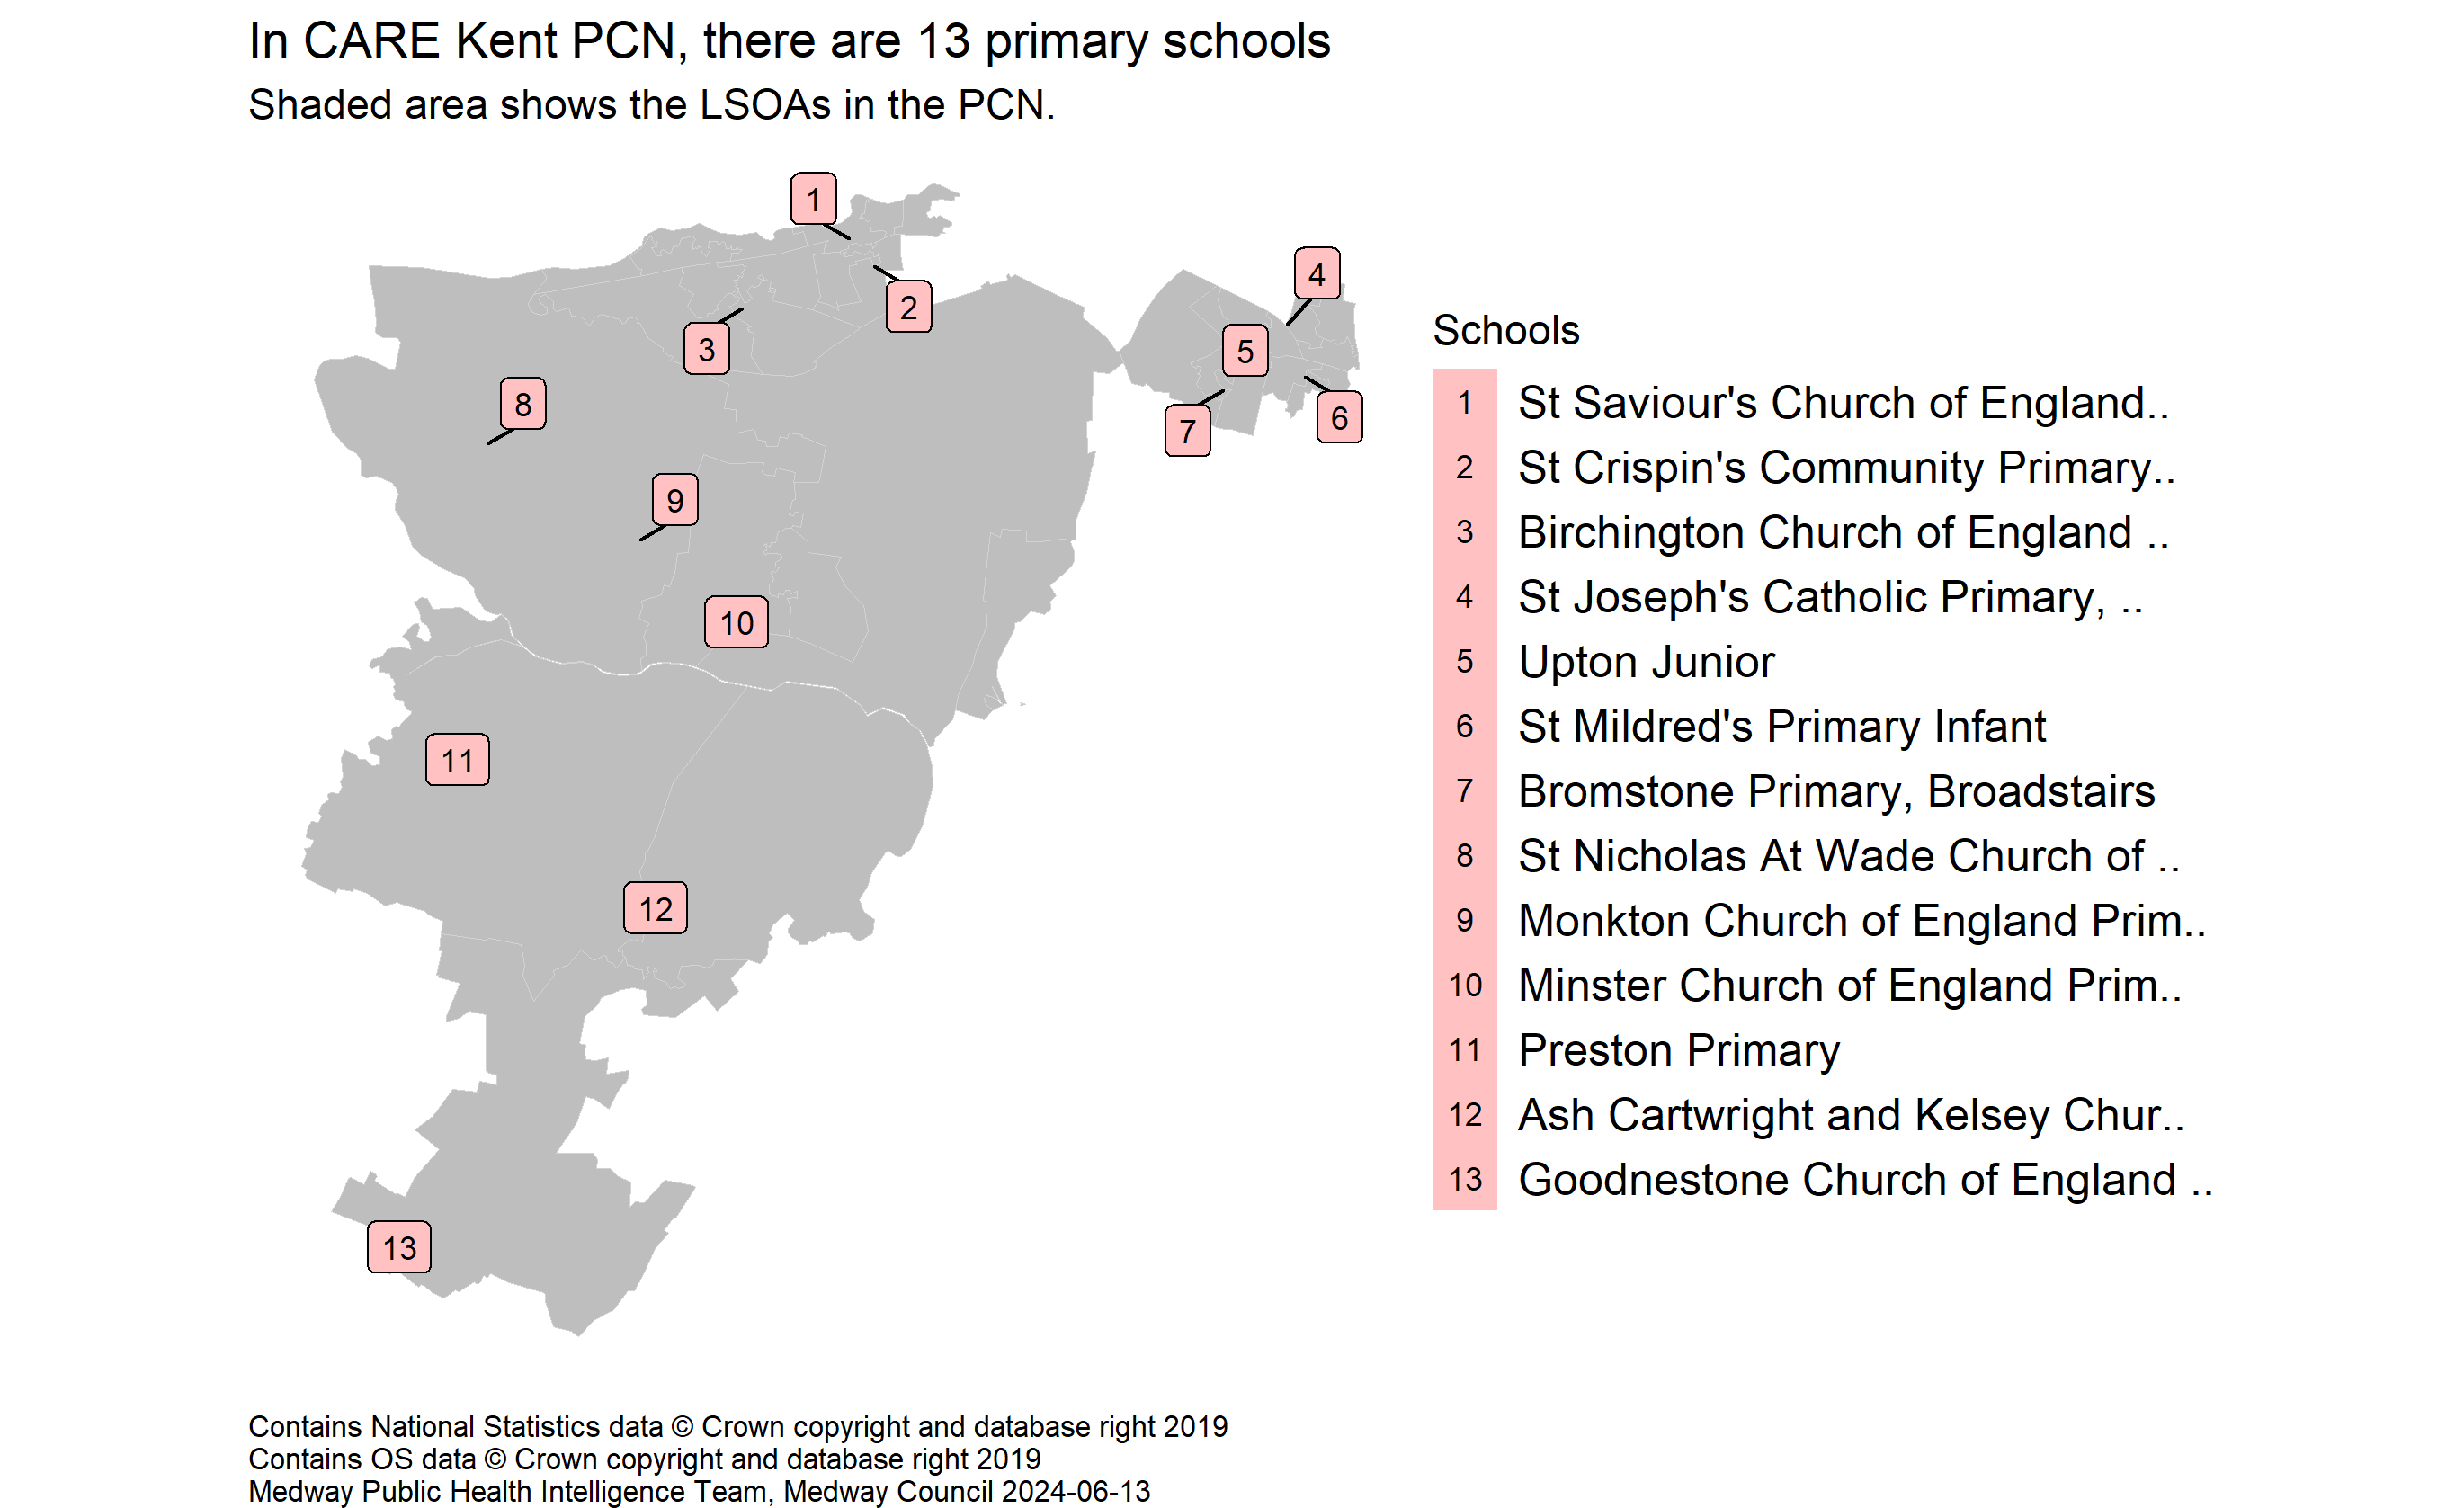 In CARE Kent PCN, there are 13 primary schools
Shaded area shows the LSOAs in the PCN.
1
4
2
3
5
8
6
7
9
10
11
12
13
Schools
1 St Saviour's Church of England..
2 St Crispin's Community Primary..
3 Birchington Church of England ..
4 St Joseph's Catholic Primary, ..
5 Upton Junior
6 St Mildred's Primary Infant
7 Bromstone Primary, Broadstairs
8 St Nicholas At Wade Church of ..
9 Monkton Church of England Prim..
10 Minster Church of England Prim..
11 Preston Primary
12 Ash Cartwright and Kelsey Chur..
13 Goodnestone Church of England ..
Contains National Statistics data © Crown copyright and database right 2019
Contains OS data © Crown copyright and database right 2019
Medway Public Health Intelligence Team, Medway Council 2024-06-13